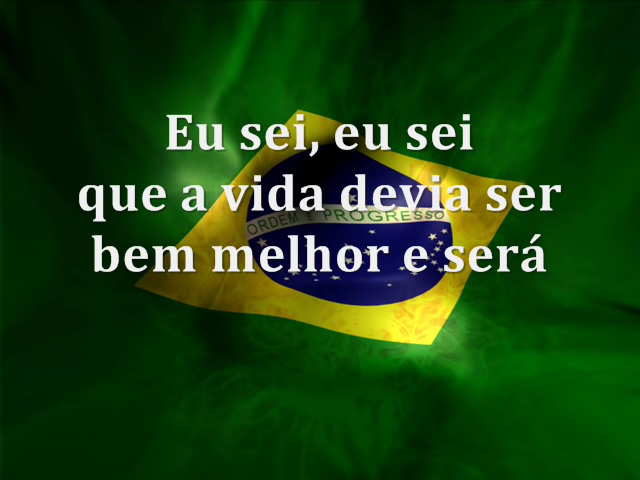 Eu sei, eu sei
que a vida devia ser
ORDEM E PROGRESSO
bem melhor e será